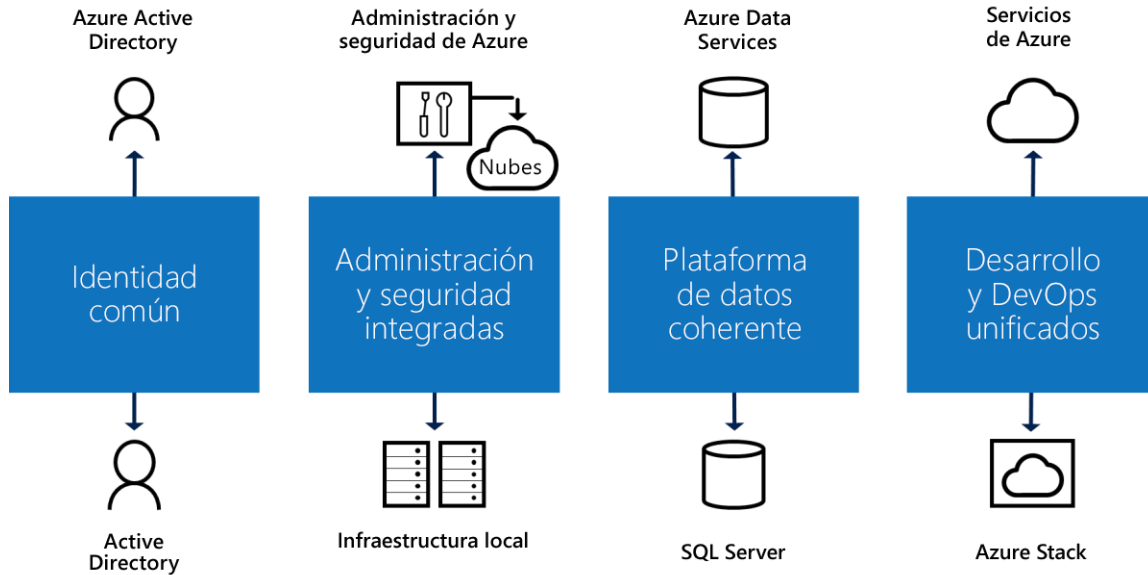 Azure Active
Directory
Administración y
seguridad de Azure
Azure Data
Services
Servicios
de Azure
Nubes
Identidad
común
Administración
y seguridad
integradas
Plataforma
de datos
coherente
Desarrollo
y DevOps
unificados
Active
Directory
Infraestructura local
SQL Server
Azure Stack